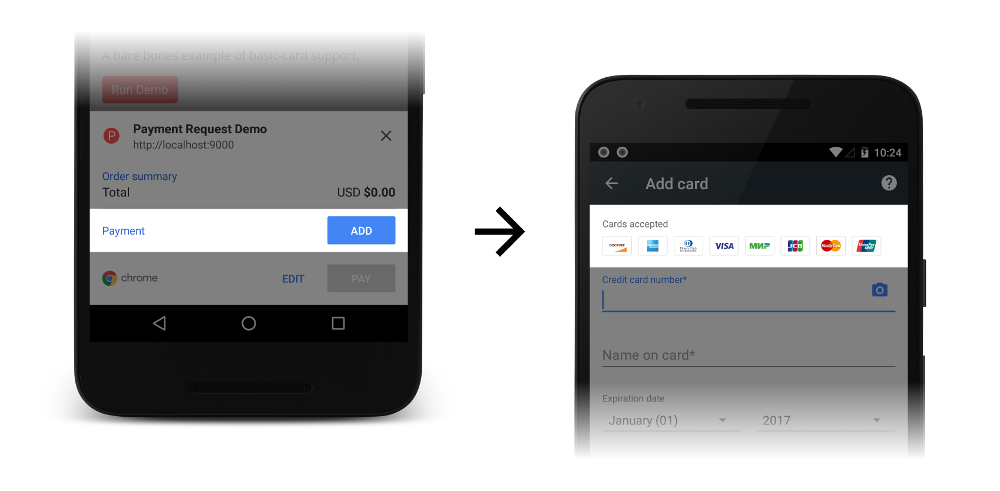 A bare bones example of basic-card support.
Run Demo
P
Payment Request Demo
http://localhost:9000
Order summary
Total USD $0.00
Payment ADD
chrome EDIT PAY
10:24
Add card
?
Cards accepted
DISCOVER VISA МИР JCB
Credit card number*
Name on card*
Expiration date
January (01) 2017